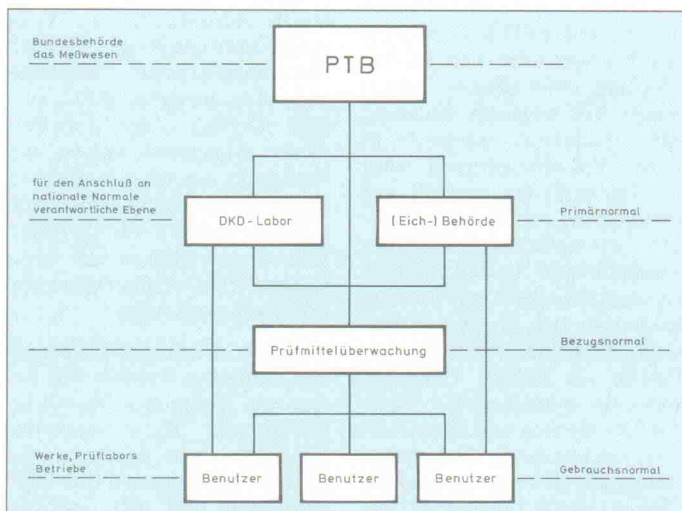 Bundesbehörde
das Meßwesen
PTB
für den Anschluß an
nationale Normale
verantwortliche Ebene
DKD-Labor
(Eich-) Behörde
Primärnormal
Prüfmittelüberwachung
Bezugsnormal
Werke, Prüflabors
Betriebe
Benutzer
Benutzer
Benutzer
Gebrauchsnormal